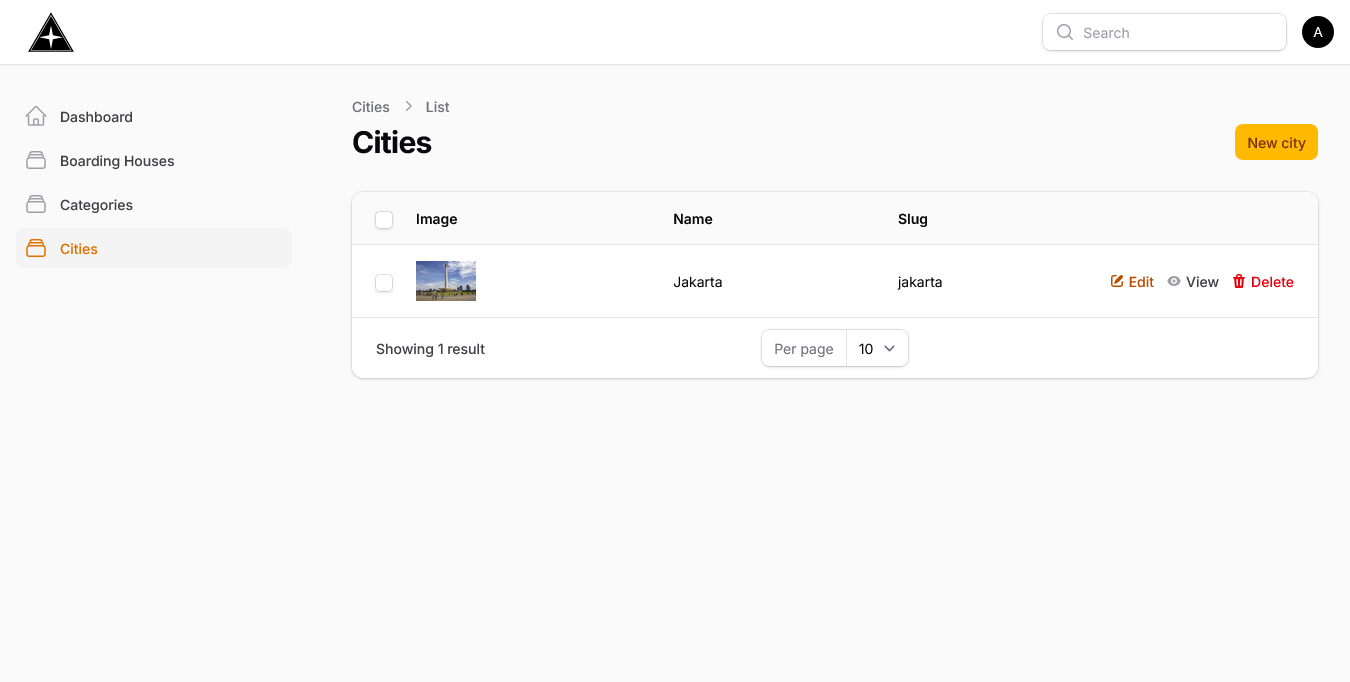 Search
A
Dashboard
Boarding Houses
Categories
Cities
Cities > List
Cities
New city
Image Name Slug
Jakarta jakarta Edit View Delete
Showing 1 result
Per page 10